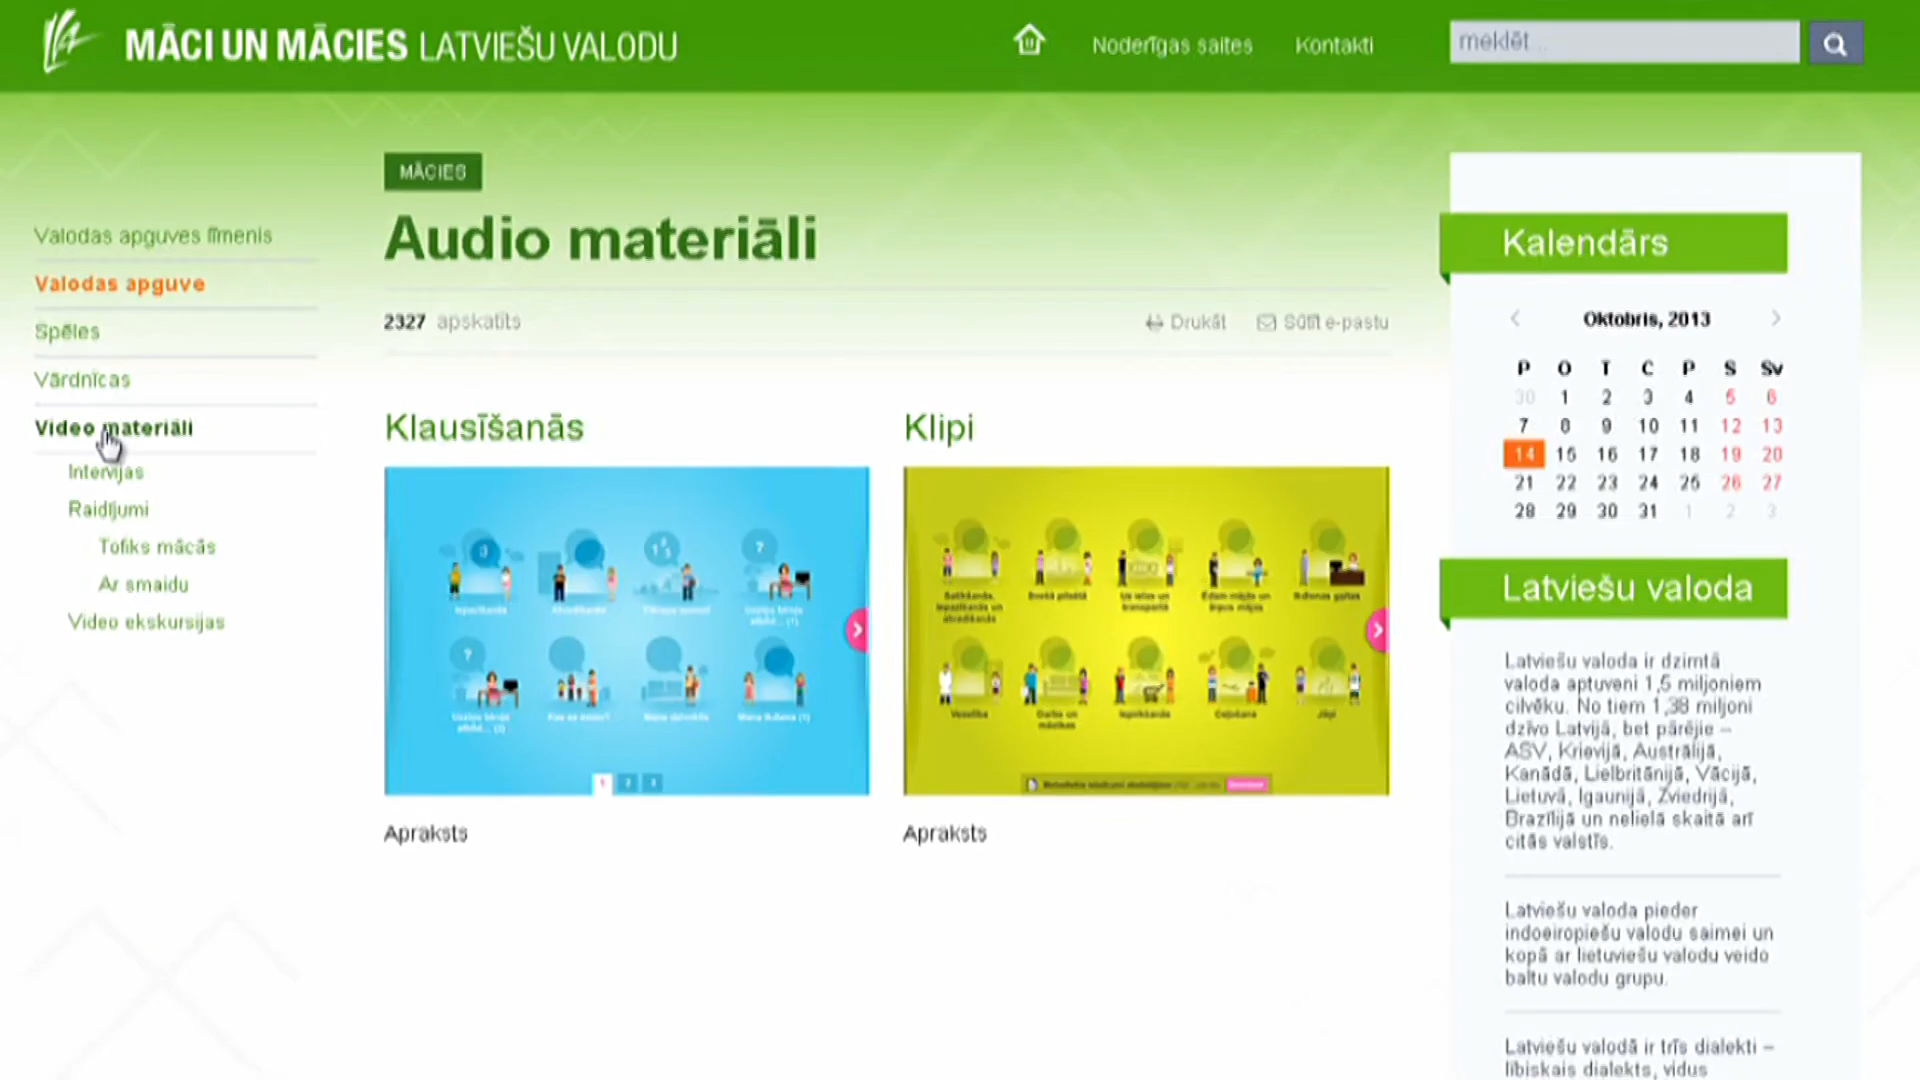 MĀCI UN MĀCIES LATVIEŠU VALODU
Noderīgas saites
Kontakti
meklēt...
MĀCIES
Audio materiāli
2327 apskatīts
Drukāt
Sūtīt e-pastu
Valodas apguves līmenis
Valodas apguve
Spēles
Vārdnīcas
Video materiāli
Intervijas
Raidījumi
Tofiks mācās
Ar smaidu
Video ekskursijas
Klausīšanās
Iepazīšanās
1 2 3
Apraksts
Klipi
Veselība
Iepirkšanās
Ceļošana
Apraksts
Kalendārs
Oktobris, 2013
P O T C P S Sv
30 1 2 3 4 5 6
7 8 9 10 11 12 13
14 15 16 17 18 19 20
21 22 23 24 25 26 27
28 29 30 31 1 2 3
Latviešu valoda
Latviešu valoda ir dzimtā
valoda aptuveni 1,5 miljoniem
cilvēku. No tiem 1,38 miljoni
dzīvo Latvijā, bet pārējie –
ASV, Krievijā, Austrālijā,
Kanādā, Lielbritānijā, Vācijā,
Lietuvā, Igaunijā, Zviedrijā,
Brazīlijā un nelielā skaitā arī
citās valstīs.
Latviešu valoda pieder
indoeiropiešu valodu saimei un
kopā ar lietuviešu valodu veido
baltu valodu grupu.
Latviešu valodā ir trīs dialekti –
lībiskais dialekts, vidus